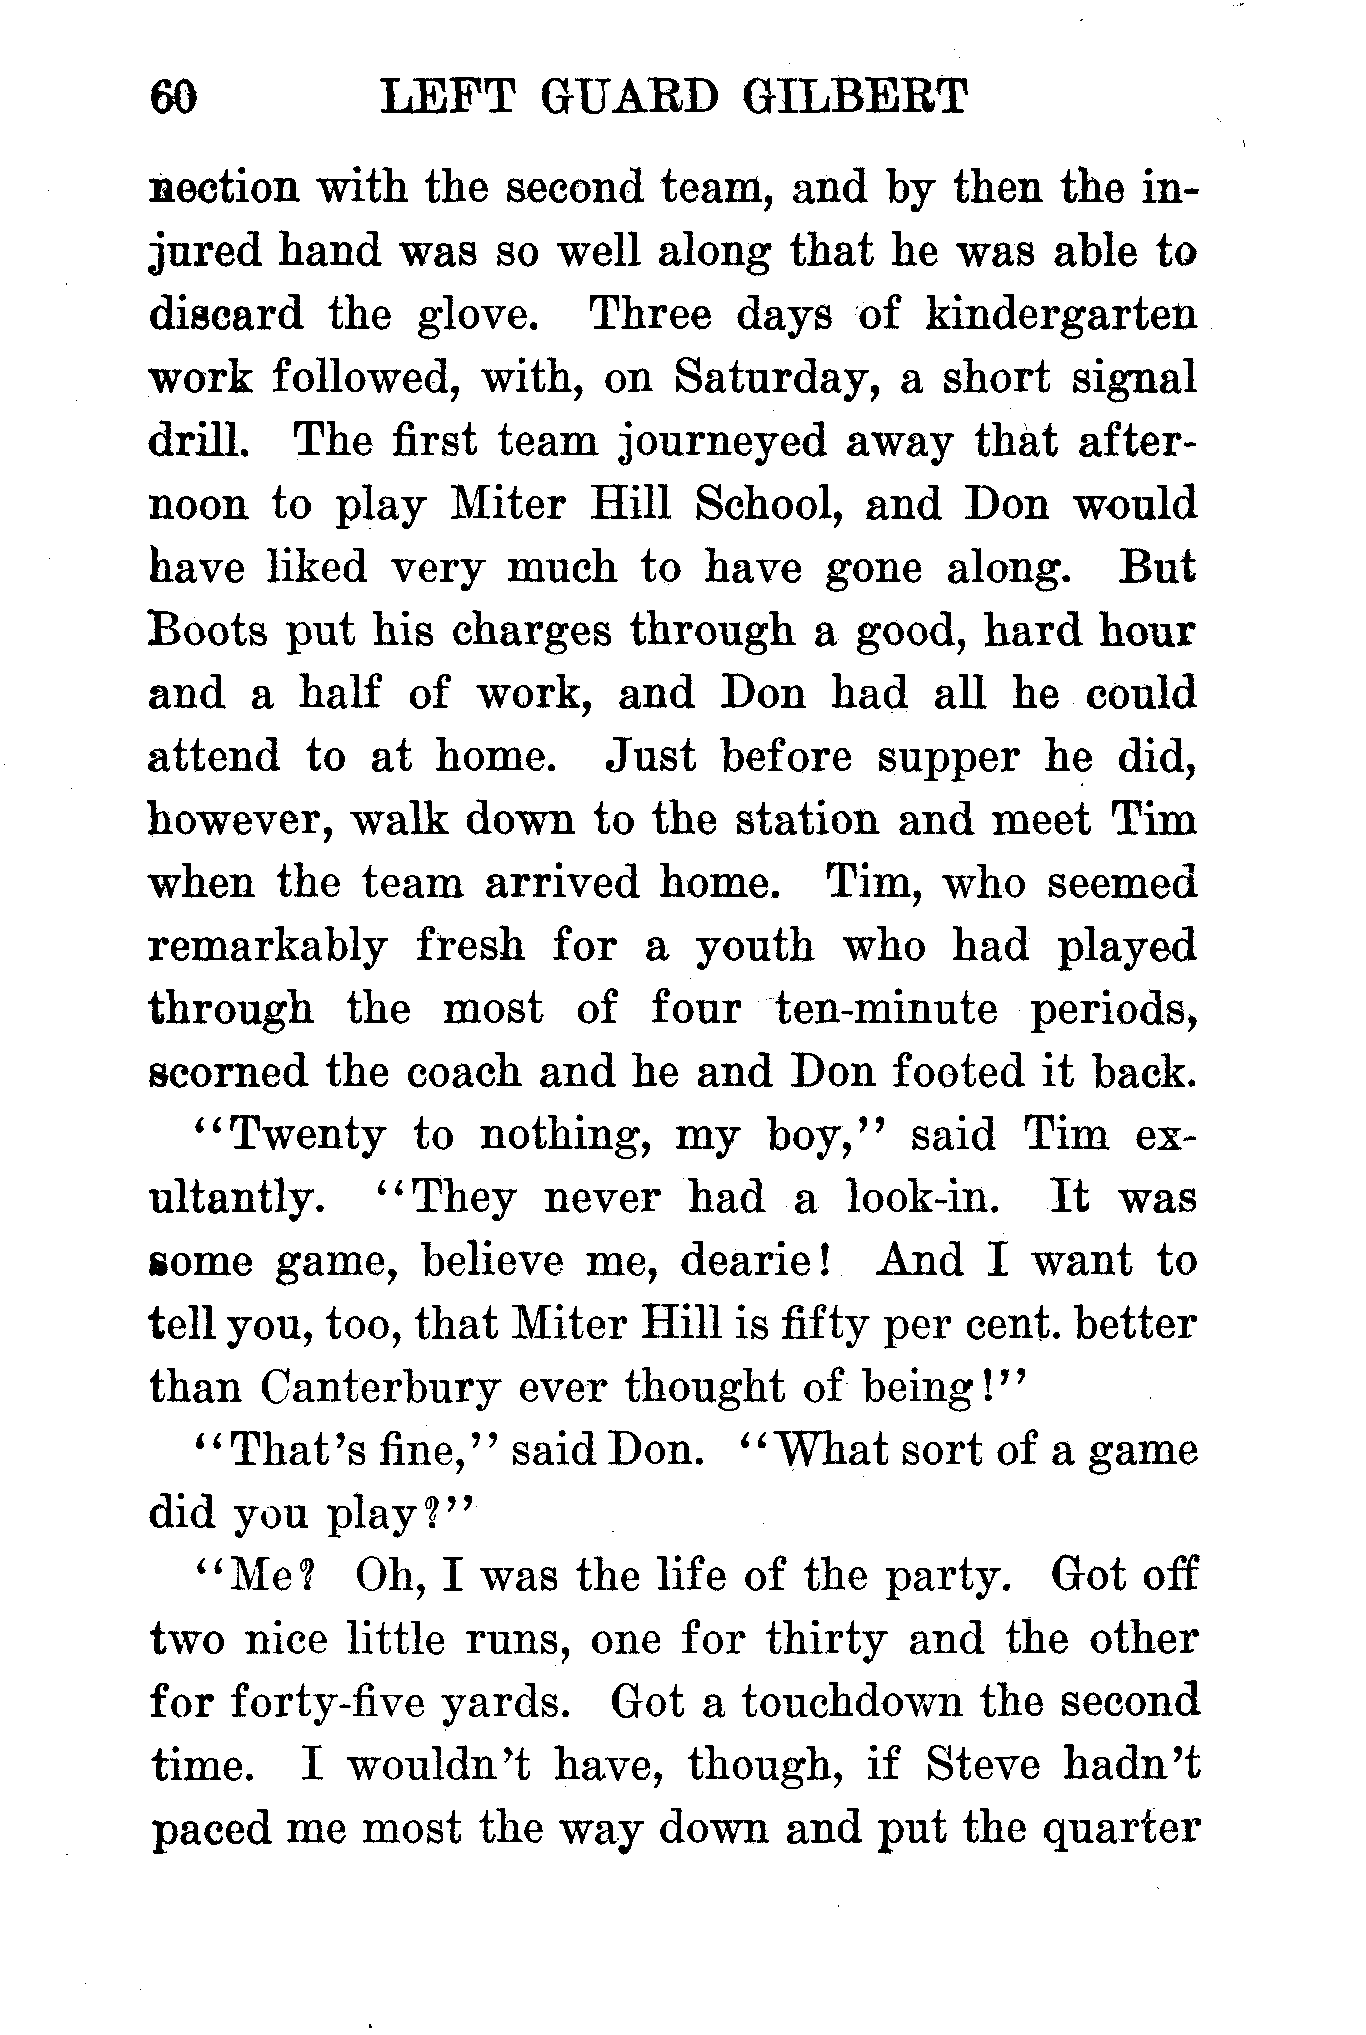 60 LEFT GUARD GILBERT
nection with the second team, and by then the in-
jured hand was so well along that he was able to
discard the glove. Three days of kindergarten
work followed, with, on Saturday, a short signal
drill. The first team journeyed away that after-
noon to play Miter Hill School, and Don would
have liked very much to have gone along. But
Boots put his charges through a good, hard hour
and a half of work, and Don had all he could
attend to at home. Just before supper he did,
however, walk down to the station and meet Tim
when the team arrived home. Tim, who seemed
remarkably fresh for a youth who had played
through the most of four ten-minute periods,
scorned the coach and he and Don footed it back.
"Twenty to nothing, my boy," said Tim ex-
ultantly. "They never had a look-in. It was
some game, believe me, dearie! And I want to
tell you, too, that Miter Hill is fifty per cent. better
than Canterbury ever thought of being!"
"That's fine," said Don. "What sort of a game
did you play?"
"Me? Oh, I was the life of the party. Got off
two nice little runs, one for thirty and the other
for forty-five yards. Got a touchdown the second
time. I wouldn't have, though, if Steve hadn't
paced me most the way down and put the quarter